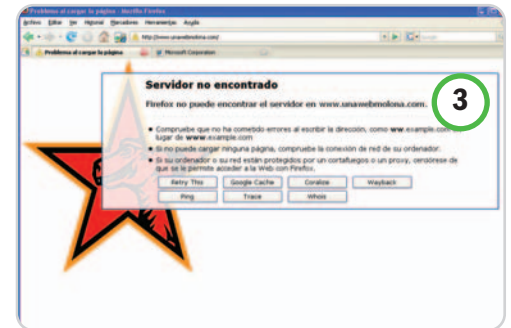 Problema al cargar la página - Mozilla Firefox
Archivo Editar Ver Historial Marcadores Herramientas Ayuda
http://www.unawebmolona.com/
Google
Problema al cargar la página Microsoft Corporation
Servidor no encontrado
3
Firefox no puede encontrar el servidor en www.unawebmolona.com.
Compruebe que no ha cometido errores al escribir la dirección, como ww.example.com en
lugar de www.example.com
Si no puede cargar ninguna página, compruebe la conexión de red de su ordenador.
Si su ordenador o su red están protegidos por un cortafuegos o un proxy, cerciórese de
que se le permite acceder a la Web con Firefox.
Retry This Google Cache Coralize Wayback
Ping Trace Whois